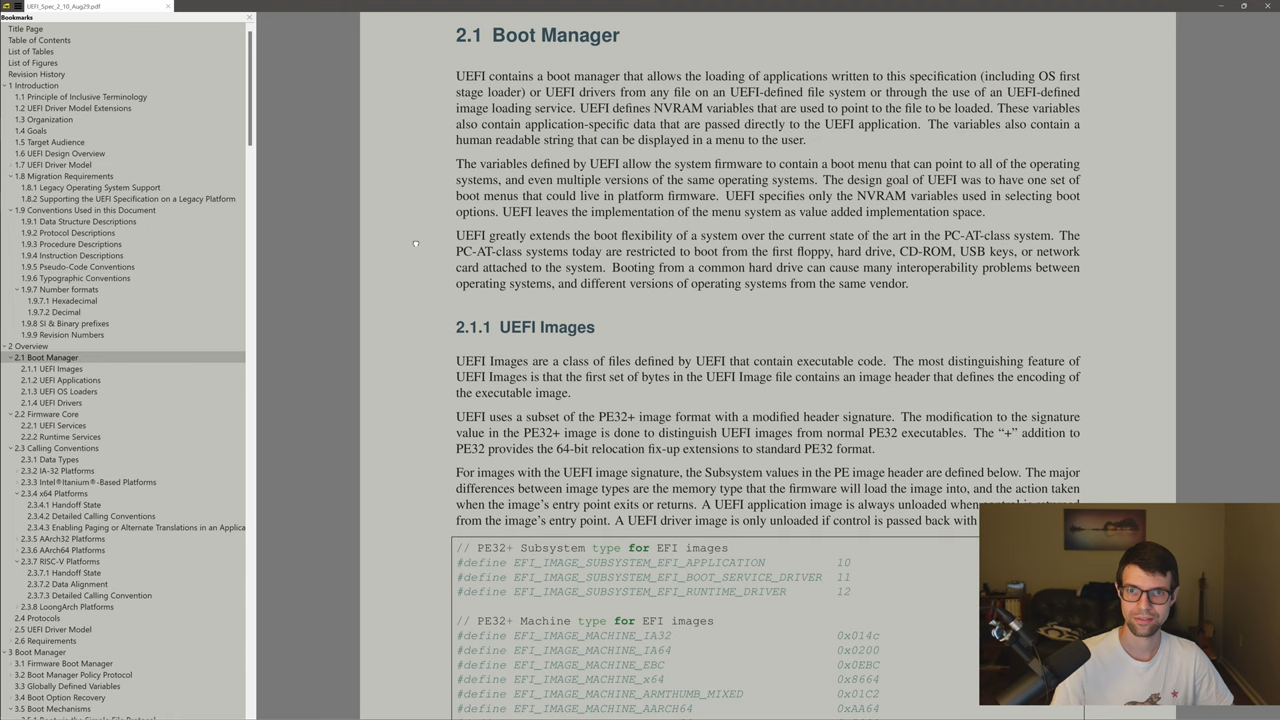 UEFI_Spec_2_10_Aug29.pdf
Bookmarks
Title Page
Table of Contents
List of Tables
List of Figures
Revision History
1 Introduction
1.1 Principle of Inclusive Terminology
1.2 UEFI Driver Model Extensions
1.3 Organization
1.4 Goals
1.5 Target Audience
1.6 UEFI Design Overview
1.7 UEFI Driver Model
1.8 Migration Requirements
1.8.1 Legacy Operating System Support
1.8.2 Supporting the UEFI Specification on a Legacy Platform
1.9 Conventions Used in this Document
1.9.1 Data Structure Descriptions
1.9.2 Protocol Descriptions
1.9.3 Procedure Descriptions
1.9.4 Instruction Descriptions
1.9.5 Pseudo-Code Conventions
1.9.6 Typographic Conventions
1.9.7 Number formats
1.9.7.1 Hexadecimal
1.9.7.2 Decimal
1.9.8 SI & Binary prefixes
1.9.9 Revision Numbers
2 Overview
2.1 Boot Manager
2.1.1 UEFI Images
2.1.2 UEFI Applications
2.1.3 UEFI OS Loaders
2.1.4 UEFI Drivers
2.2 Firmware Core
2.2.1 UEFI Services
2.2.2 Runtime Services
2.3 Calling Conventions
2.3.1 Data Types
2.3.2 IA-32 Platforms
2.3.3 Intel®Itanium®-Based Platforms
2.3.4 x64 Platforms
2.3.4.1 Handoff State
2.3.4.2 Detailed Calling Conventions
2.3.4.3 Enabling Paging or Alternate Translations in an Applica
2.3.5 AArch32 Platforms
2.3.6 AArch64 Platforms
2.3.7 RISC-V Platforms
2.3.7.1 Handoff State
2.3.7.2 Data Alignment
2.3.7.3 Detailed Calling Convention
2.3.8 LoongArch Platforms
2.4 Protocols
2.5 UEFI Driver Model
2.6 Requirements
3 Boot Manager
3.1 Firmware Boot Manager
3.2 Boot Manager Policy Protocol
3.3 Globally Defined Variables
3.4 Boot Option Recovery
3.5 Boot Mechanisms
2.1 Boot Manager
UEFI contains a boot manager that allows the loading of applications written to this specification (including OS first
stage loader) or UEFI drivers from any file on an UEFI-defined file system or through the use of an UEFI-defined
image loading service. UEFI defines NVRAM variables that are used to point to the file to be loaded. These variables
also contain application-specific data that are passed directly to the UEFI application. The variables also contain a
human readable string that can be displayed in a menu to the user.
The variables defined by UEFI allow the system firmware to contain a boot menu that can point to all of the operating
systems, and even multiple versions of the same operating systems. The design goal of UEFI was to have one set of
boot menus that could live in platform firmware. UEFI specifies only the NVRAM variables used in selecting boot
options. UEFI leaves the implementation of the menu system as value added implementation space.
UEFI greatly extends the boot flexibility of a system over the current state of the art in the PC-AT-class system. The
PC-AT-class systems today are restricted to boot from the first floppy, hard drive, CD-ROM, USB keys, or network
card attached to the system. Booting from a common hard drive can cause many interoperability problems between
operating systems, and different versions of operating systems from the same vendor.
2.1.1 UEFI Images
UEFI Images are a class of files defined by UEFI that contain executable code. The most distinguishing feature of
UEFI Images is that the first set of bytes in the UEFI Image file contains an image header that defines the encoding of
the executable image.
UEFI uses a subset of the PE32+ image format with a modified header signature. The modification to the signature
value in the PE32+ image is done to distinguish UEFI images from normal PE32 executables. The “+” addition to
PE32 provides the 64-bit relocation fix-up extensions to standard PE32 format.
For images with the UEFI image signature, the Subsystem values in the PE image header are defined below. The major
differences between image types are the memory type that the firmware will load the image into, and the action taken
when the image's entry point exits or returns. A UEFI application image is always unloaded when
from the image's entry point. A UEFI driver image is only unloaded if control is passed back with
// PE32+ Subsystem type for EFI images
#define EFI_IMAGE_SUBSYSTEM_EFI_APPLICATION 10
#define EFI_IMAGE_SUBSYSTEM_EFI_BOOT_SERVICE_DRIVER 11
#define EFI_IMAGE_SUBSYSTEM_EFI_RUNTIME_DRIVER 12
// PE32+ Machine type for EFI images
#define EFI_IMAGE_MACHINE_IA32 0x014c
#define EFI_IMAGE_MACHINE_IA64 0x0200
#define EFI_IMAGE_MACHINE_EBC 0x0EBC
#define EFI_IMAGE_MACHINE_x64 0x8664
#define EFI_IMAGE_MACHINE_ARMTHUMB_MIXED 0x01C2
#define EFI_IMAGE_MACHINE_AARCH64 0xAA64